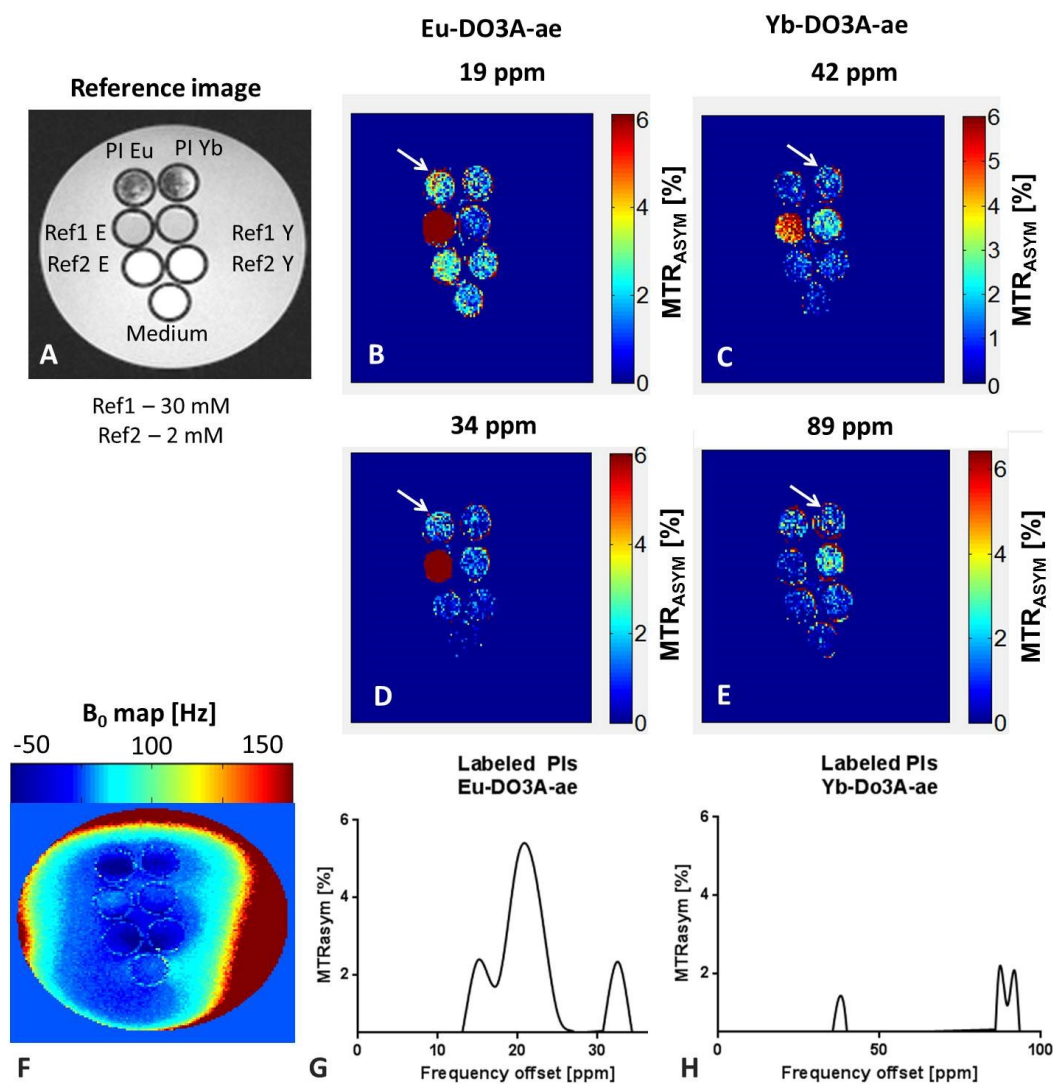 Eu-DO3A-ae
Yb-DO3A-ae
Reference image
19 ppm
42 ppm
PI Eu
PI Yb
Ref1 E
Ref1 Y
Ref2 E
Ref2 Y
Medium
A
Ref1 – 30 mM
Ref2 – 2 mM
6
4
2
0
MTRASYM [%]
B
6
5
4
3
2
1
0
MTRASYM [%]
C
34 ppm
89 ppm
6
4
2
0
MTRASYM [%]
D
6
4
2
0
MTRASYM [%]
E
B0 map [Hz]
-50 100 150
F
Labeled PIs
Eu-DO3A-ae
6
4
2
MTRasym [%]
0 10 20 30
Frequency offset [ppm]
G
Labeled PIs
Yb-Do3A-ae
6
4
2
MTRasym [%]
0 50 100
Frequency offset [ppm]
H